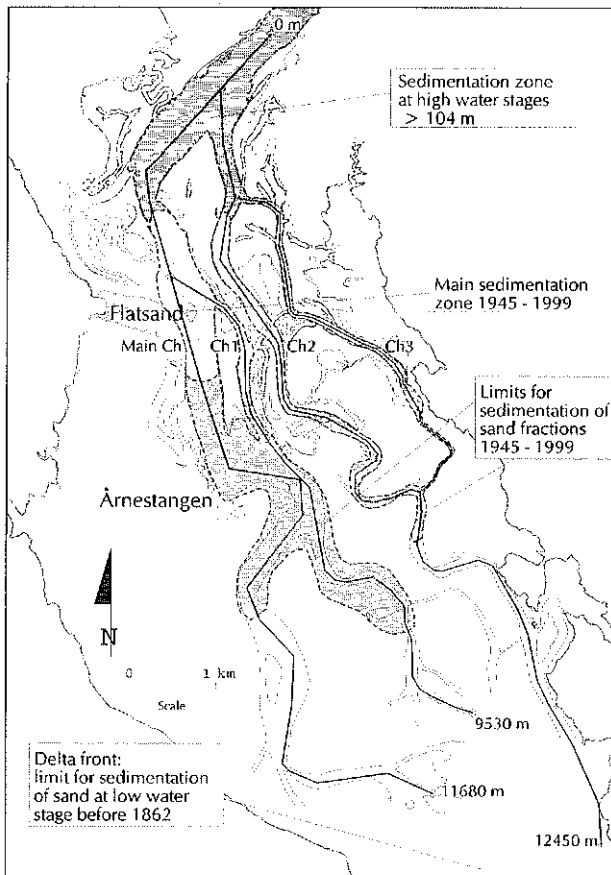 0 m
Sedimentation zone
at high water stages
> 104 m
Main sedimentation
zone 1945 - 1999
Flatsand
Main Ch
Ch1
Ch2
Ch3
Limits for
sedimentation of
sand fractions
1945 - 1999
Årnestangen
N
0
1 km
Scale
9530 m
Delta front:
limit for sedimentation
of sand at low water
stage before 1862
11680 m
12450 m